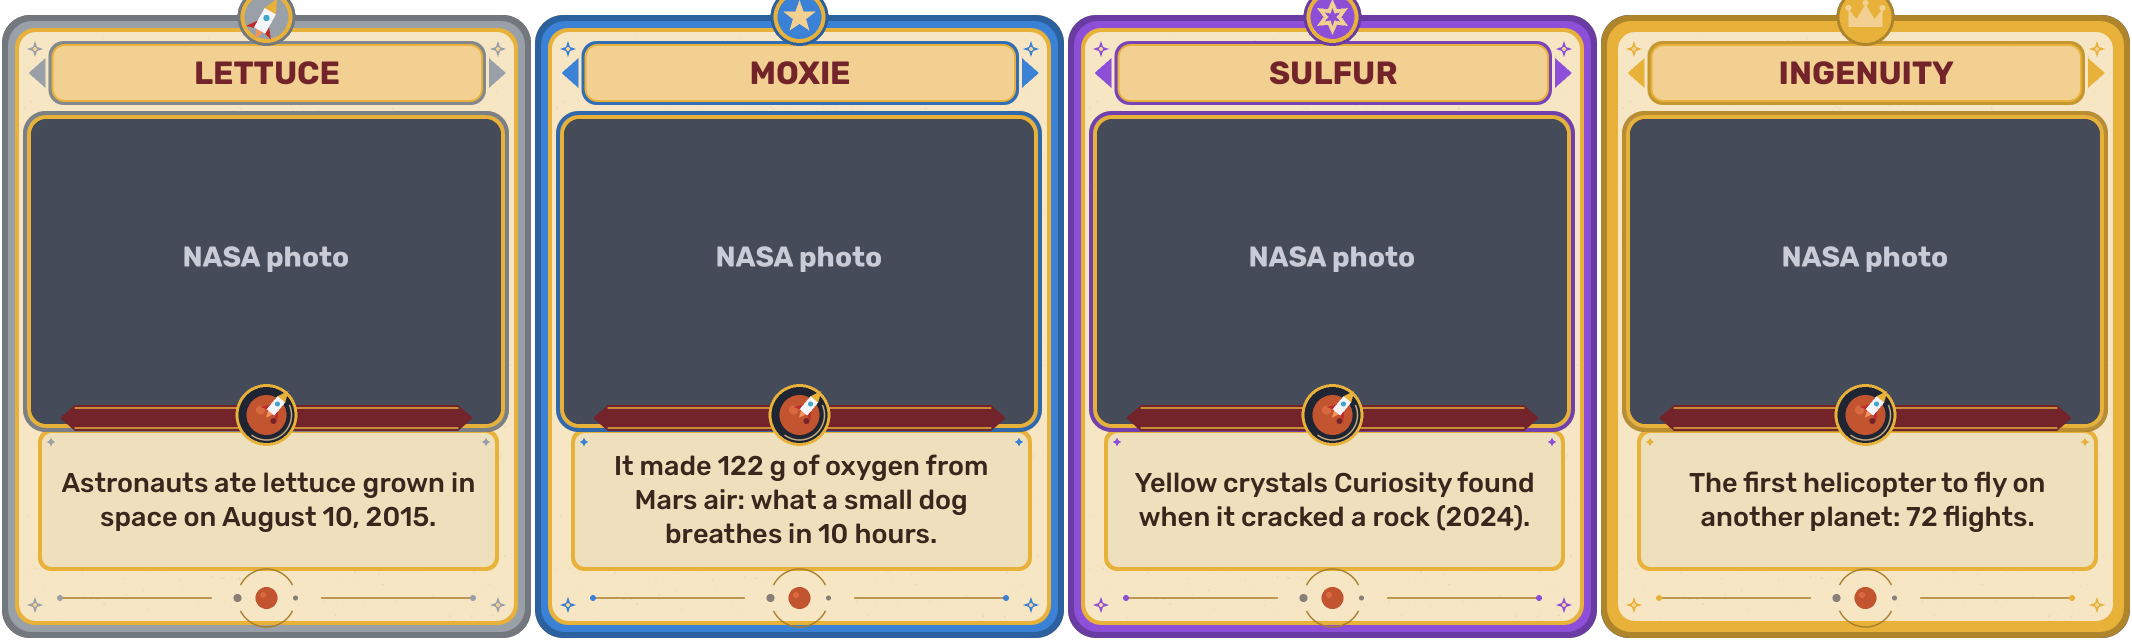 LETTUCE
NASA photo
Astronauts ate lettuce grown in
space on August 10, 2015.
MOXIE
NASA photo
It made 122 g of oxygen from
Mars air: what a small dog
breathes in 10 hours.
SULFUR
NASA photo
Yellow crystals Curiosity found
when it cracked a rock (2024).
INGENUITY
NASA photo
The first helicopter to fly on
another planet: 72 flights.